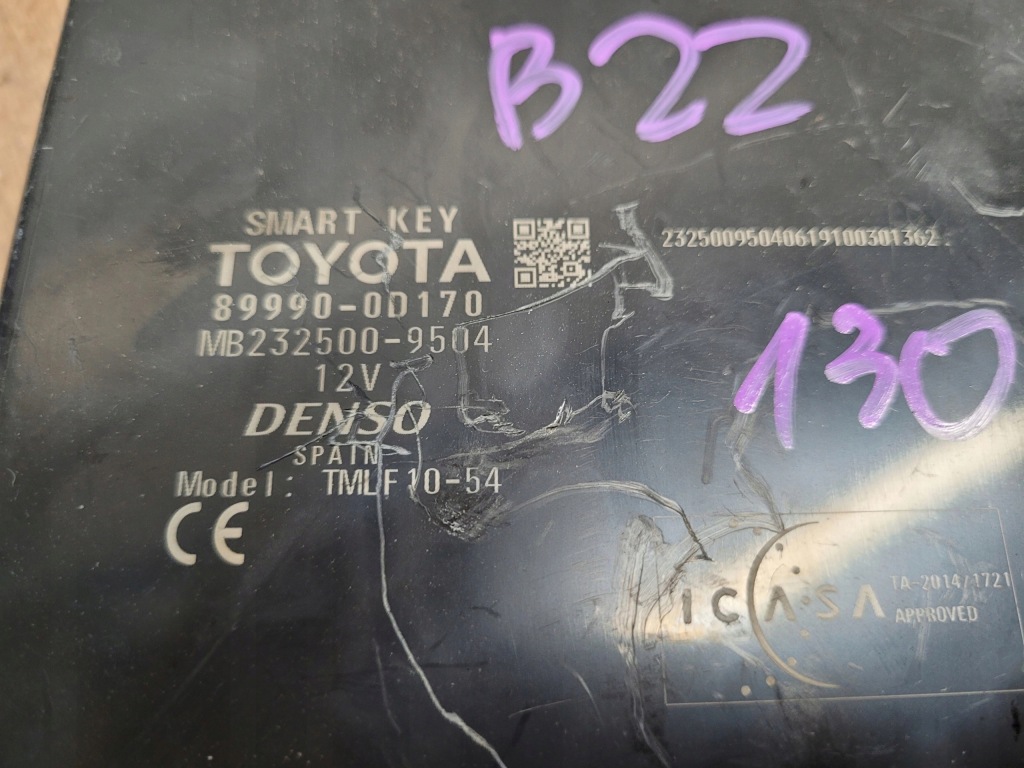 B22
SMART KEY
TOYOTA
89990-0D170
MB232500-9504
12V
DENSO
SPAIN
Model: TMLF10-54
CE
23250095040619100301362
130
ICASA
TA-2014/1721
APPROVED